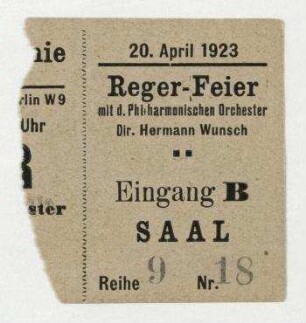 nie
rlin W 9
Uhr
ster
20. April 1923
Reger-Feier
mit d. Philharmonischen Orchester
Dir. Hermann Wunsch
Eingang B
SAAL
Reihe 9 Nr. 18